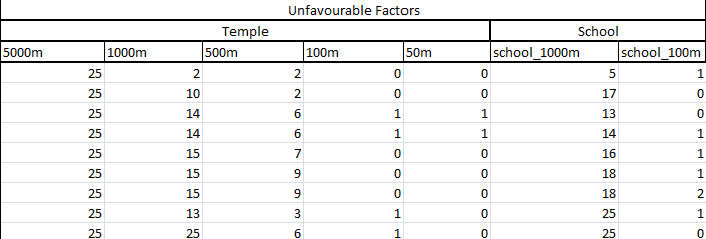 Unfavourable Factors
Temple School
5000m 1000m 500m 100m 50m school_1000m school_100m
25 2 2 0 0 5 1
25 10 2 0 0 17 0
25 14 6 1 1 13 0
25 14 6 1 1 14 1
25 15 7 0 0 16 1
25 15 9 0 0 18 1
25 15 9 0 0 18 2
25 13 3 1 0 25 1
25 25 6 1 0 25 0